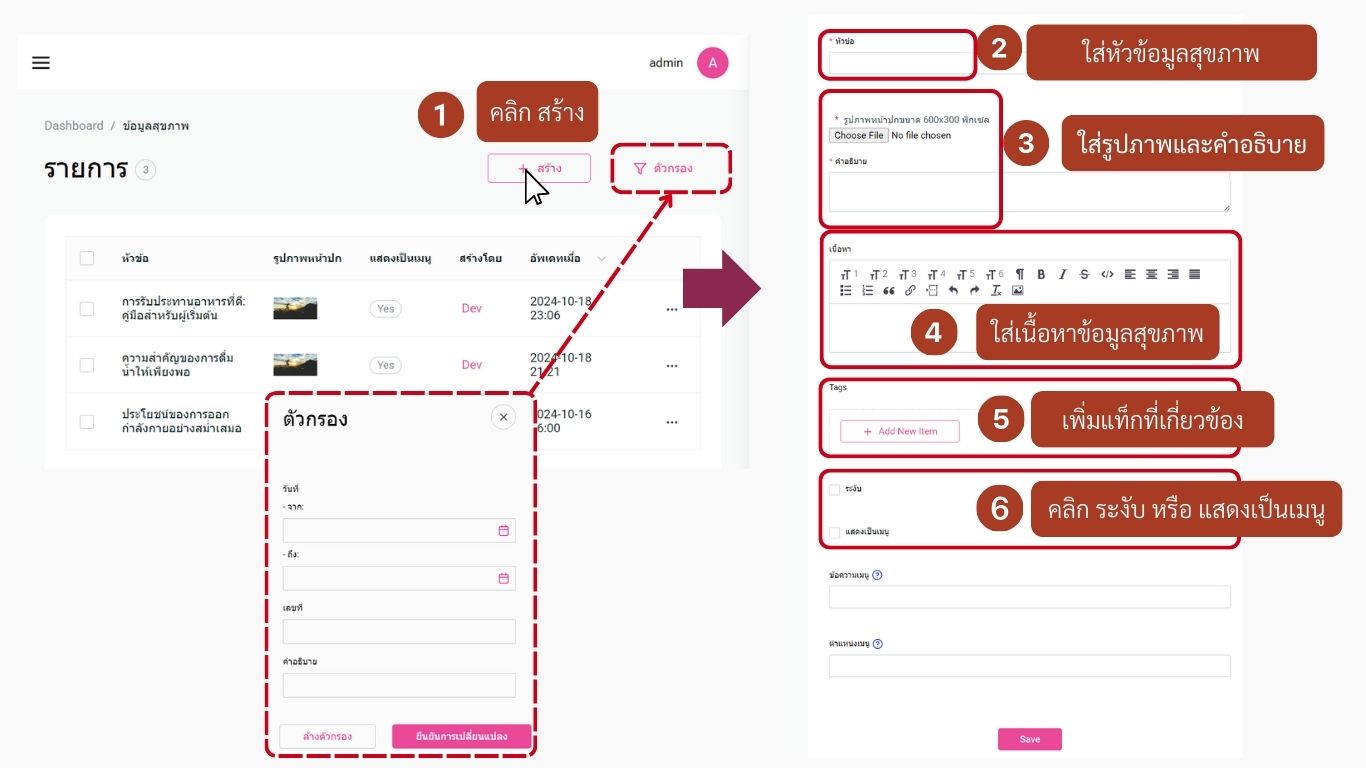 admin
A
1
คลิก สร้าง
Dashboard / ข้อมูลสุขภาพ
รายการ 3
+ สร้าง
ตัวกรอง
หัวข้อ รูปภาพหน้าปก แสดงเป็นเมนู สร้างโดย อัพเดทเมื่อ
การรับประทานอาหารที่ดี:
คู่มือสำหรับผู้เริ่มต้น
Yes
Dev
2024-10-18
23:06
ความสำคัญของการดื่ม
น้ำให้เพียงพอ
Yes
Dev
2024-10-18
21:21
ประโยชน์ของการออก
กำลังกายอย่างสม่ำเสมอ
024-10-16
6:00
ตัวกรอง
วันที่
- จาก:
- ถึง:
เลขที่
คำอธิบาย
ล้างตัวกรอง
ยืนยันการเปลี่ยนแปลง
* หัวข้อ
2
ใส่หัวข้อมูลสุขภาพ
* รูปภาพหน้าปกขนาด 600x300 พิกเซล
Choose File No file chosen
3
ใส่รูปภาพและคำอธิบาย
* คำอธิบาย
เนื้อหา
TT 1 TT 2 TT 3 TT 4 TT 5 TT 6 ¶ B I S </>
4
ใส่เนื้อหาข้อมูลสุขภาพ
Tags
+ Add New Item
5
เพิ่มแท็กที่เกี่ยวข้อง
ระงับ
6
คลิก ระงับ หรือ แสดงเป็นเมนู
แสดงเป็นเมนู
ข้อความเมนู ?
ตำแหน่งเมนู ?
Save